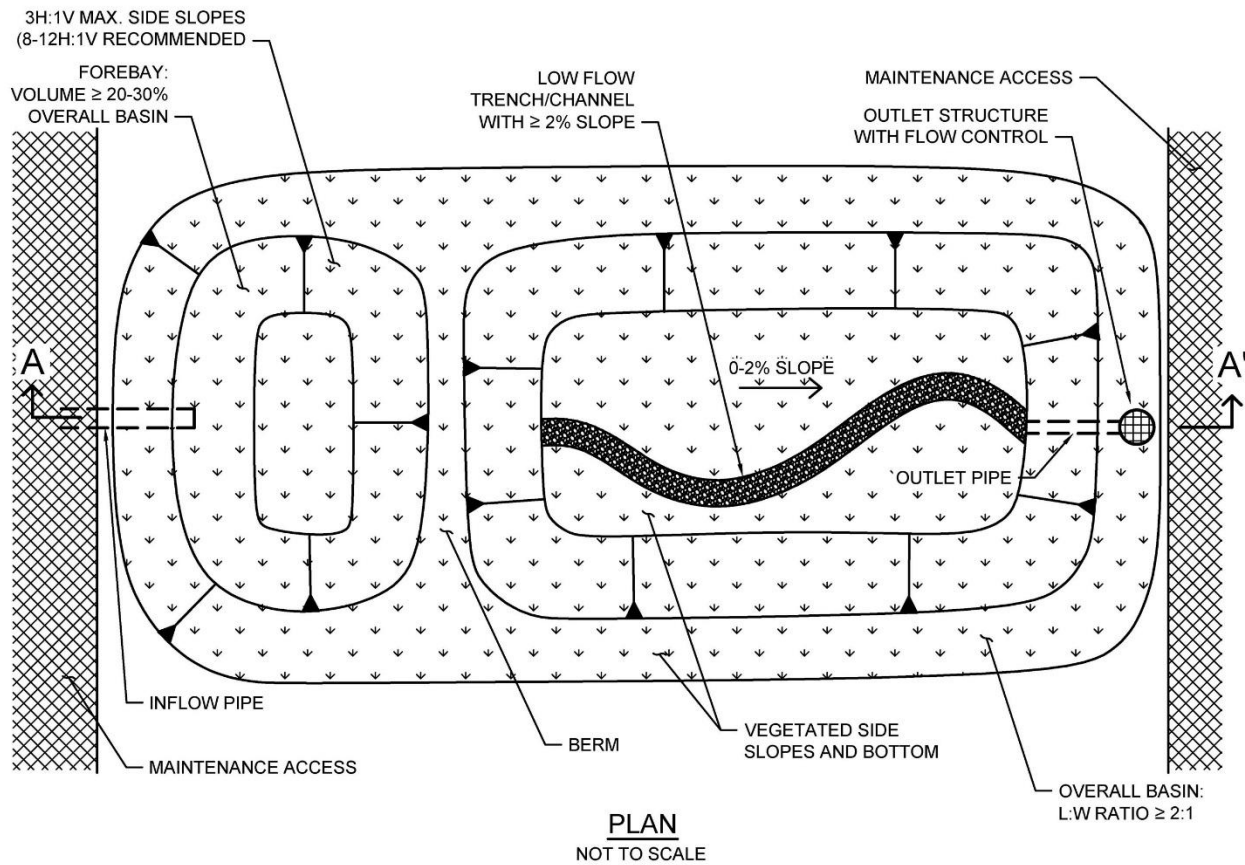 3H:1V MAX. SIDE SLOPES
(8-12H:1V RECOMMENDED
FOREBAY:
VOLUME ≥ 20-30%
OVERALL BASIN
LOW FLOW
TRENCH/CHANNEL
WITH ≥ 2% SLOPE
MAINTENANCE ACCESS
OUTLET STRUCTURE
WITH FLOW CONTROL
A
0-2% SLOPE
A'
OUTLET PIPE
INFLOW PIPE
MAINTENANCE ACCESS
BERM
VEGETATED SIDE
SLOPES AND BOTTOM
OVERALL BASIN:
L:W RATIO ≥ 2:1
PLAN
NOT TO SCALE